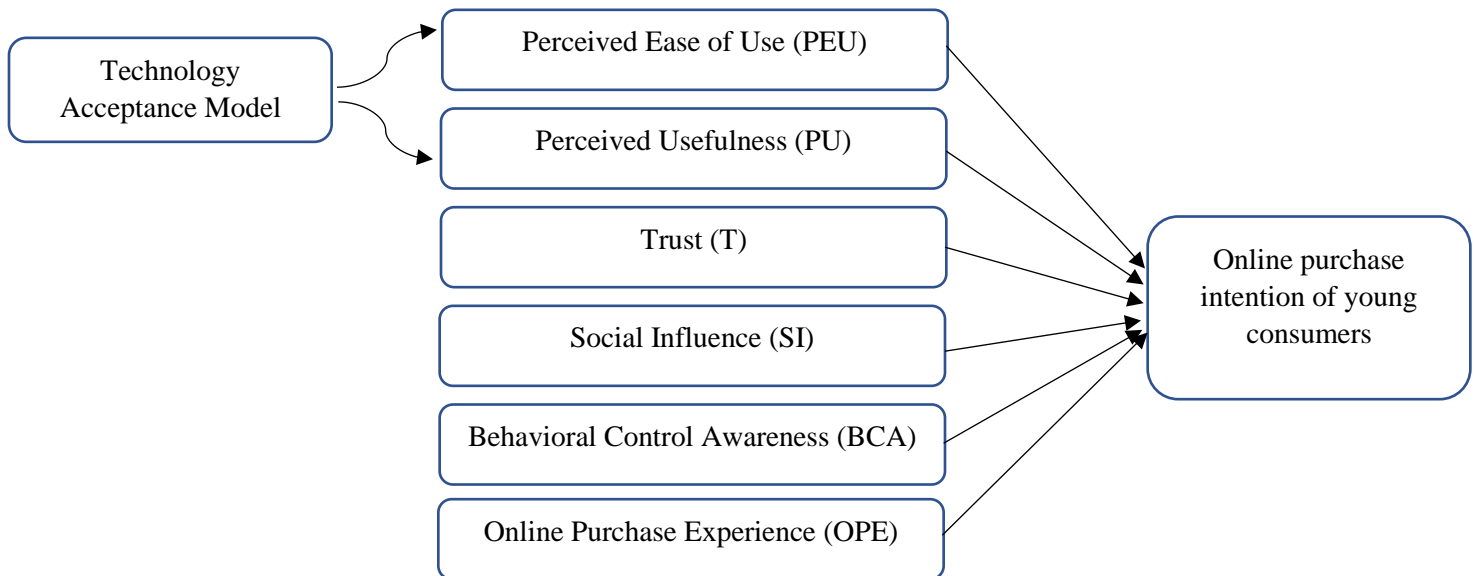 Technology
Acceptance Model
Perceived Ease of Use (PEU)
Perceived Usefulness (PU)
Trust (T)
Social Influence (SI)
Behavioral Control Awareness (BCA)
Online Purchase Experience (OPE)
Online purchase
intention of young
consumers